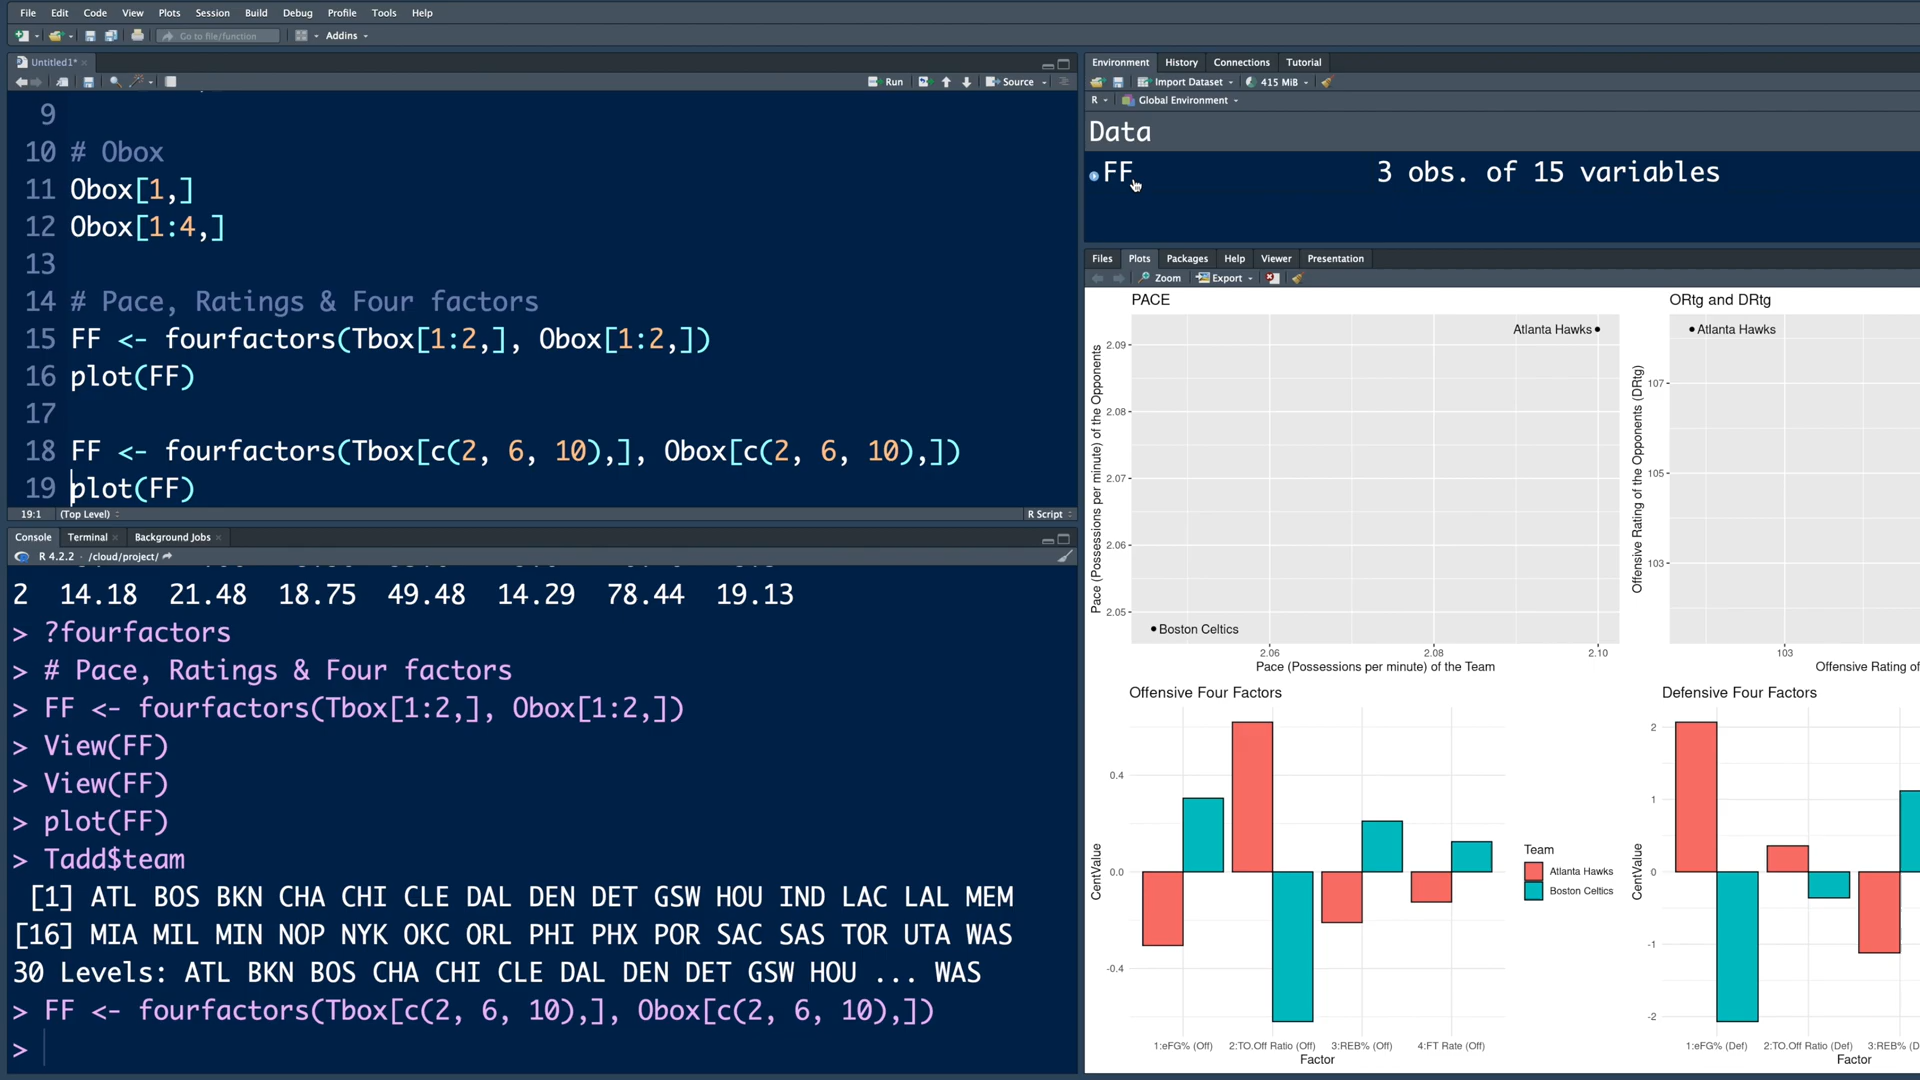 File Edit Code View Plots Session Build Debug Profile Tools Help
Go to file/function Addins
Untitled1*
Run Source
9
10 # Obox
11 Obox[1,]
12 Obox[1:4,]
13
14 # Pace, Ratings & Four factors
15 FF <- fourfactors(Tbox[1:2,], Obox[1:2,])
16 plot(FF)
17
18 FF <- fourfactors(Tbox[c(2, 6, 10),], Obox[c(2, 6, 10),])
19 plot(FF)
19:1 (Top Level) R Script
Console Terminal Background Jobs
R 4.2.2 · /cloud/project/
2 14.18 21.48 18.75 49.48 14.29 78.44 19.13
> ?fourfactors
> # Pace, Ratings & Four factors
> FF <- fourfactors(Tbox[1:2,], Obox[1:2,])
> View(FF)
> View(FF)
> plot(FF)
> Tadd$team
[1] ATL BOS BKN CHA CHI CLE DAL DEN DET GSW HOU IND LAC LAL MEM
[16] MIA MIL MIN NOP NYK OKC ORL PHI PHX POR SAC SAS TOR UTA WAS
30 Levels: ATL BKN BOS CHA CHI CLE DAL DEN DET GSW HOU ... WAS
> FF <- fourfactors(Tbox[c(2, 6, 10),], Obox[c(2, 6, 10),])
>
Environment History Connections Tutorial
Import Dataset 415 MiB
R Global Environment
Data
FF 3 obs. of 15 variables
Files Plots Packages Help Viewer Presentation
Zoom Export
PACE
Atlanta Hawks
Boston Celtics
Pace (Possessions per minute) of the Opponents
2.09
2.08
2.07
2.06
2.05
2.06 2.08 2.10
Pace (Possessions per minute) of the Team
ORtg and DRtg
Atlanta Hawks
Offensive Rating of the Opponents (DRtg)
107
105
103
103
Offensive Rating of
Offensive Four Factors
CentValue
0.4
0.0
-0.4
1:eFG% (Off) 2:TO.Off Ratio (Off) 3:REB% (Off) 4:FT Rate (Off)
Factor
Team
Atlanta Hawks
Boston Celtics
Defensive Four Factors
CentValue
2
1
0
-1
-2
1:eFG% (Def) 2:TO.Off Ratio (Def) 3:REB% (D
Factor